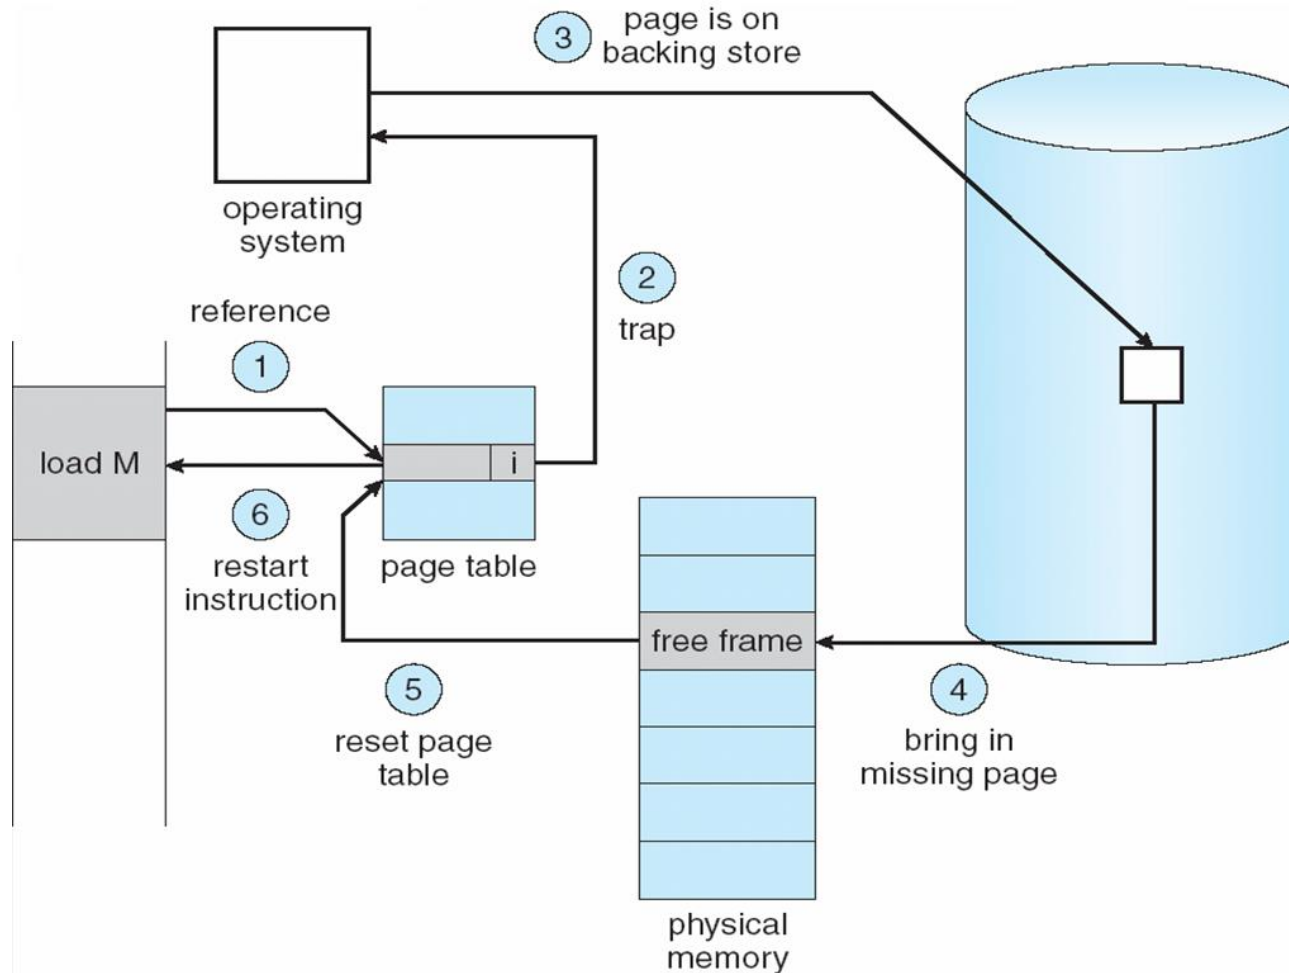 3
page is on
backing store
operating
system
2
trap
reference
1
load M
i
6
restart
instruction
page table
free frame
5
reset page
table
4
bring in
missing page
physical
memory